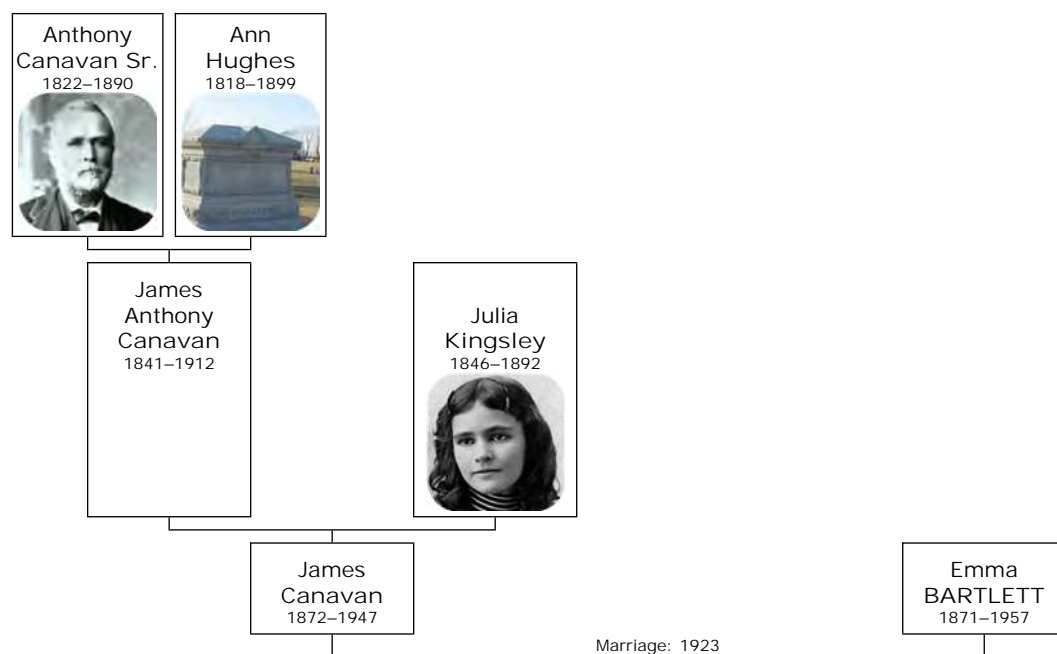 Anthony
Canavan Sr.
1822–1890
Ann
Hughes
1818–1899
James
Anthony
Canavan
1841–1912
Julia
Kingsley
1846–1892
James
Canavan
1872–1947
Emma
BARTLETT
1871–1957
Marriage: 1923